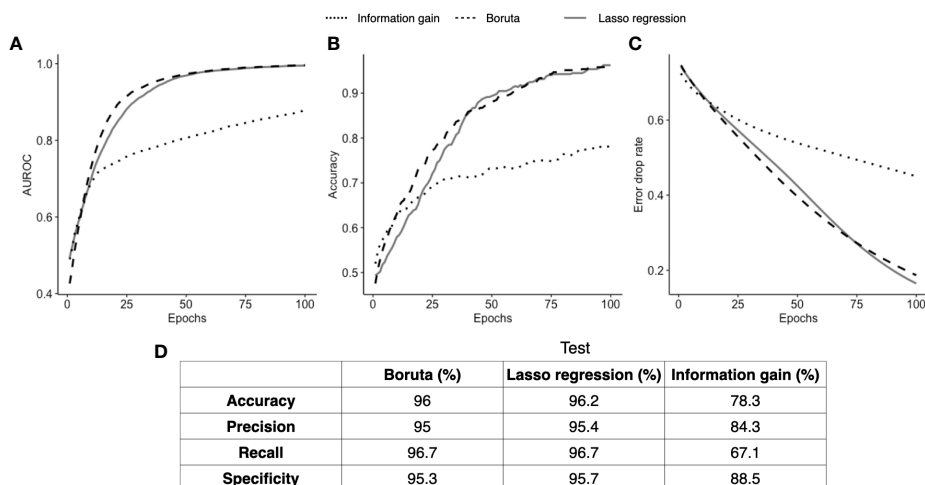 Information gain Boruta Lasso regression
A B C
1.0
0.8
0.6
0.4
AUROC
0 25 50 75 100
Epochs
0.9
0.8
0.7
0.6
0.5
Accuracy
0 25 50 75 100
Epochs
0.6
0.4
0.2
Error drop rate
0 25 50 75 100
Epochs
D Test
Boruta (%) Lasso regression (%) Information gain (%)
Accuracy 96 96.2 78.3
Precision 95 95.4 84.3
Recall 96.7 96.7 67.1
Specificity 95.3 95.7 88.5